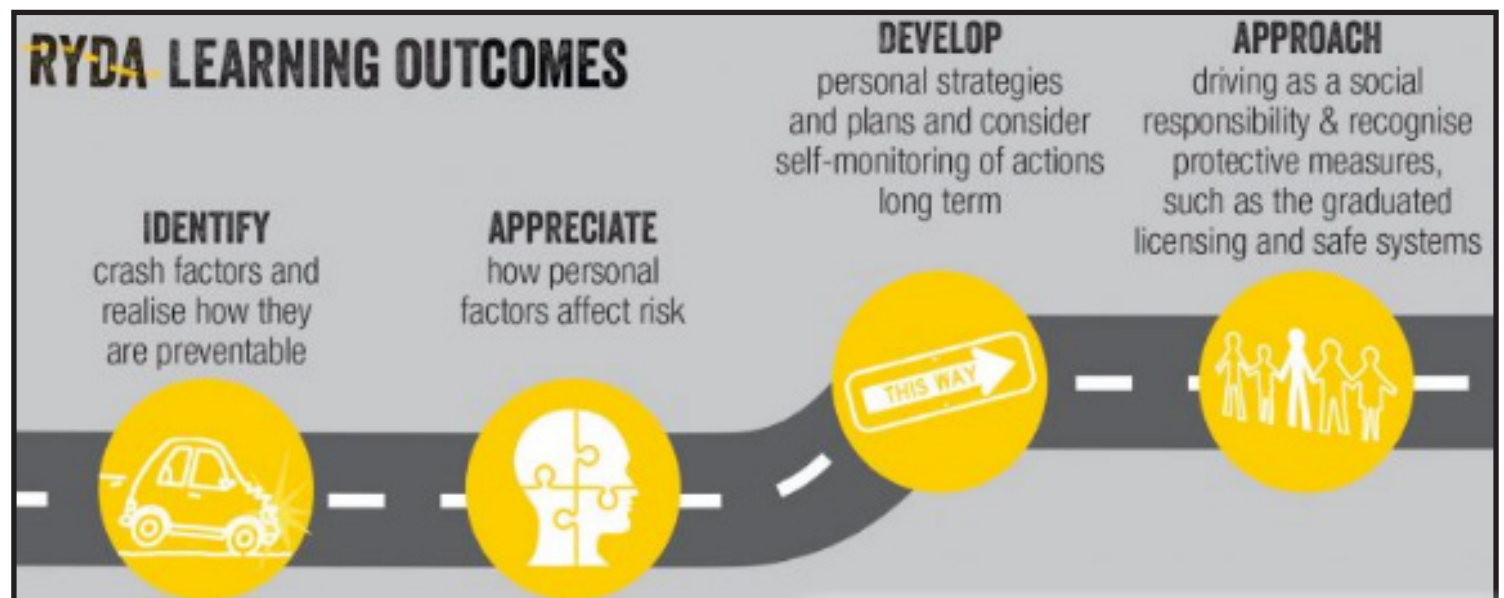 RYDA LEARNING OUTCOMES
IDENTIFY
crash factors and
realise how they
are preventable
APPRECIATE
how personal
factors affect risk
DEVELOP
personal strategies
and plans and consider
self-monitoring of actions
long term
THIS WAY
APPROACH
driving as a social
responsibility & recognise
protective measures,
such as the graduated
licensing and safe systems